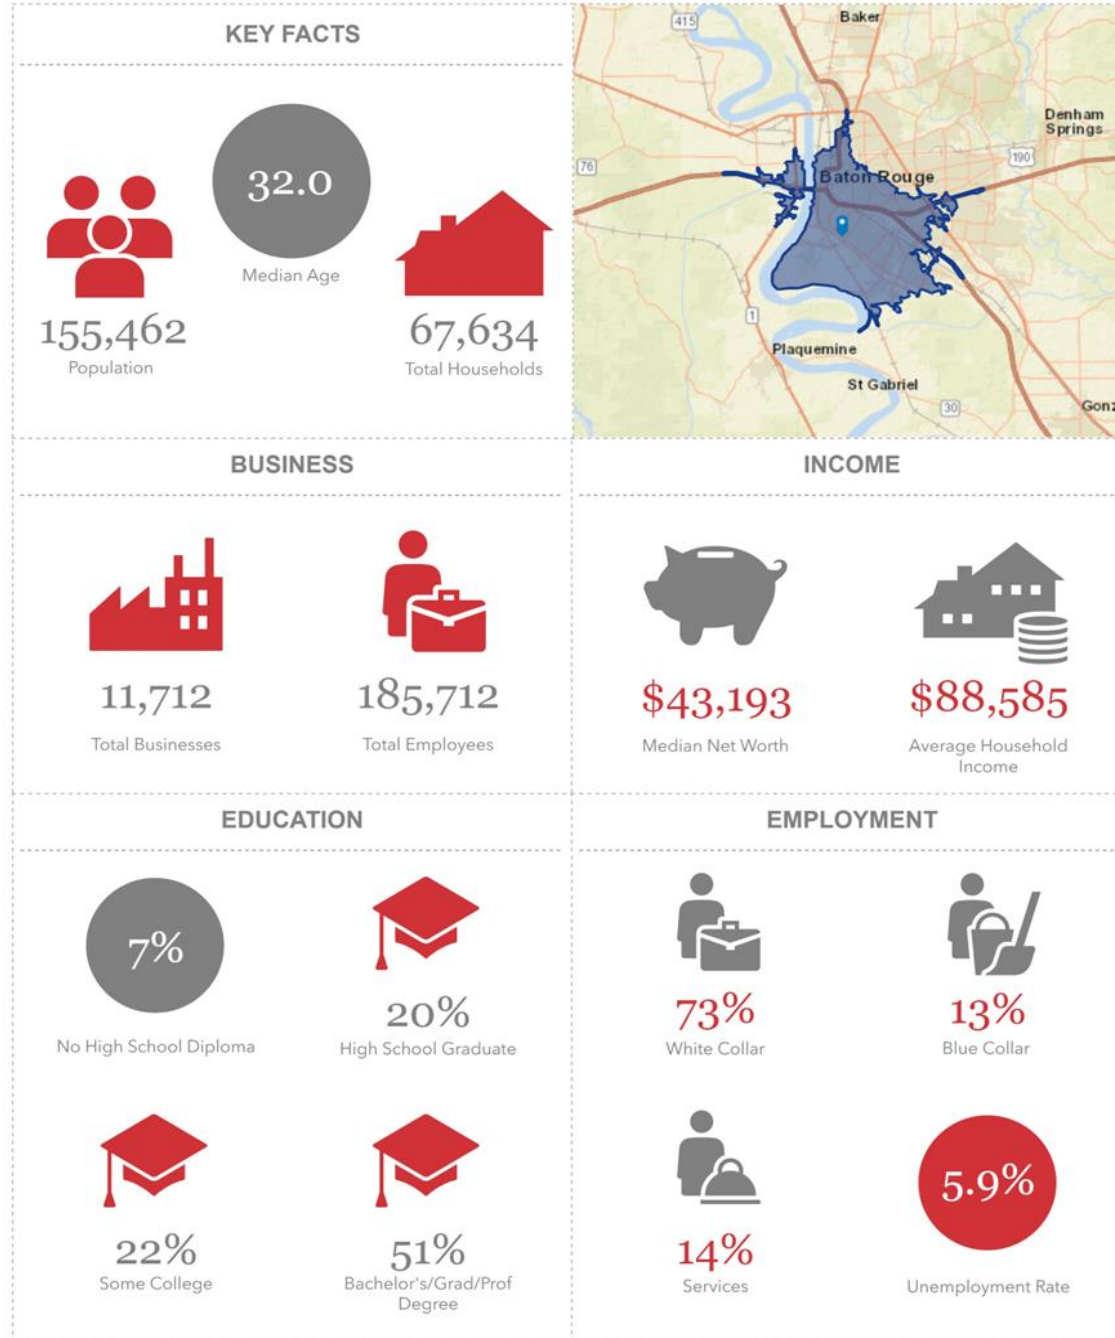 KEY FACTS
32.0
Median Age
155,462
Population
67,634
Total Households
415
Baker
Denham
Springs
190
76
Baton Rouge
1
Plaquemine
St Gabriel
30
Gonz
BUSINESS
11,712
Total Businesses
185,712
Total Employees
INCOME
$43,193
Median Net Worth
$88,585
Average Household
Income
EDUCATION
7%
No High School Diploma
20%
High School Graduate
22%
Some College
51%
Bachelor's/Grad/Prof
Degree
EMPLOYMENT
73%
White Collar
13%
Blue Collar
14%
Services
5.9%
Unemployment Rate